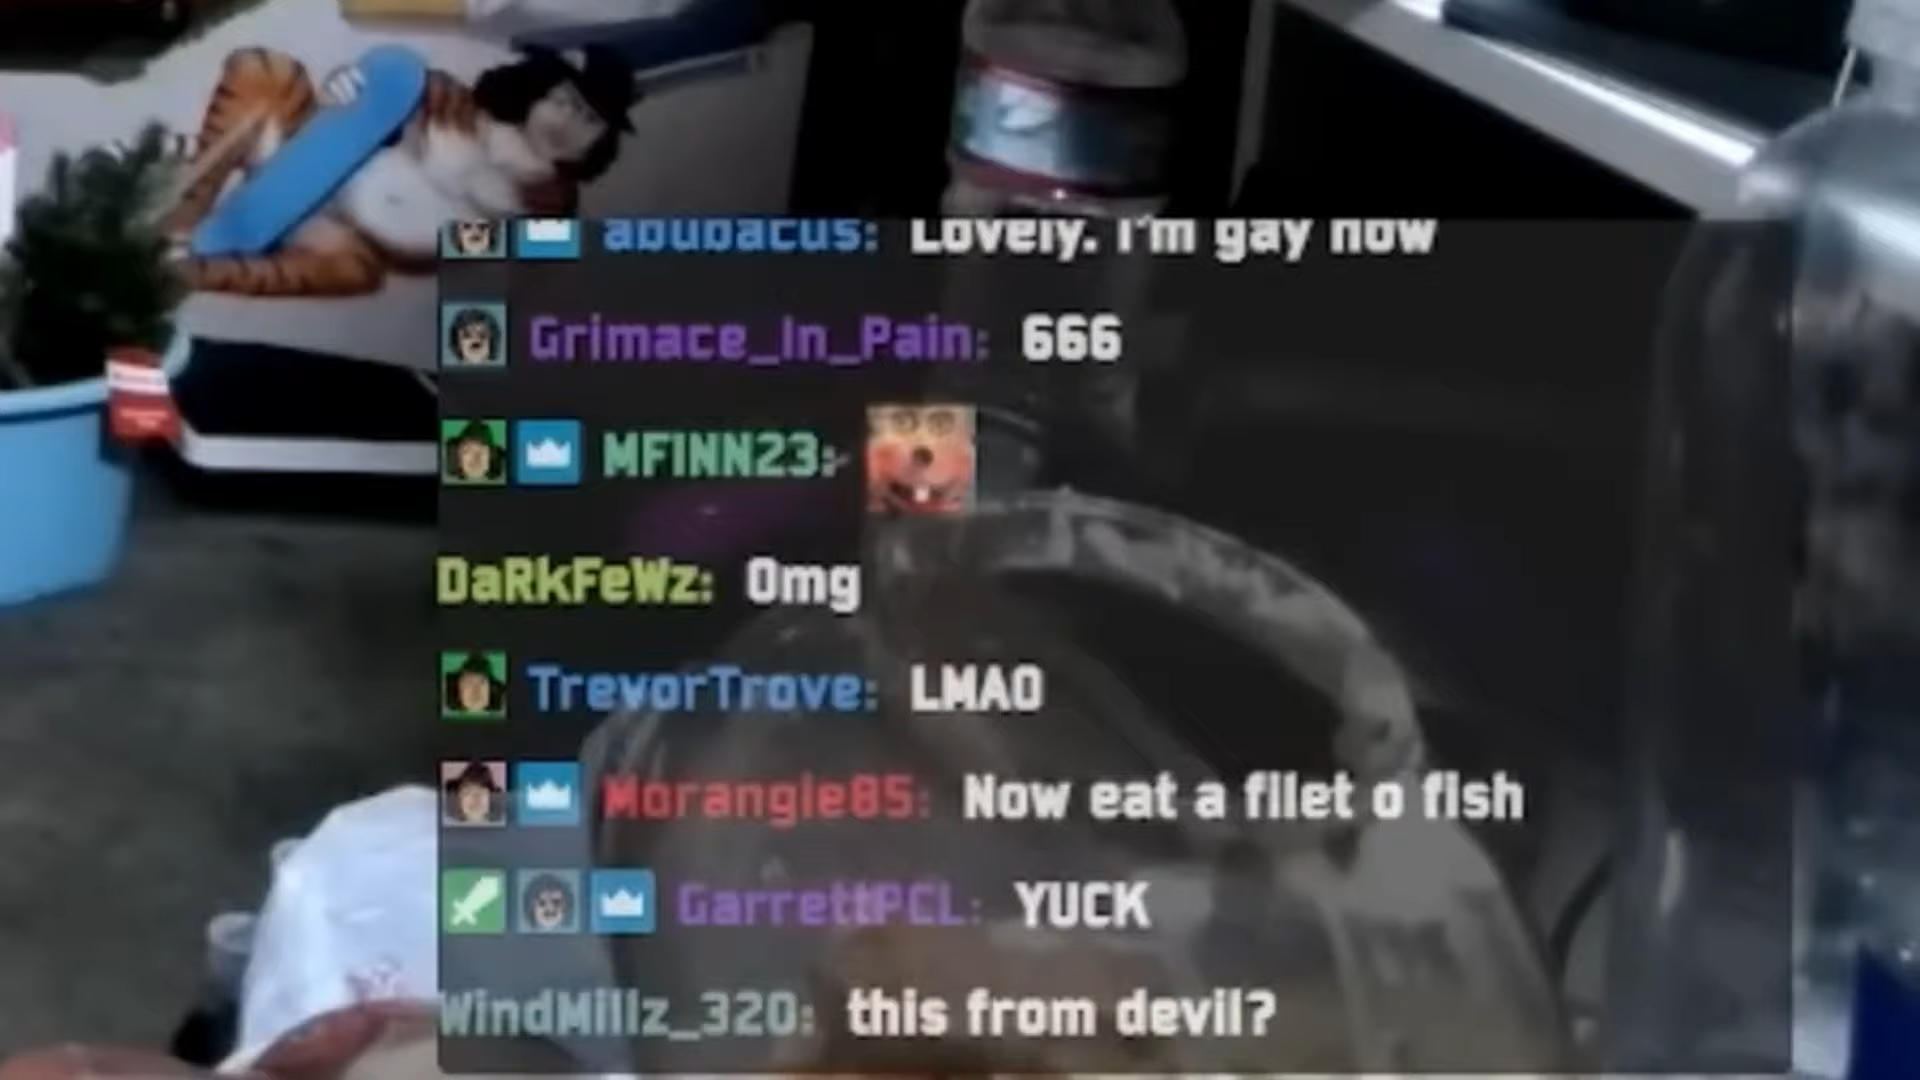 abubacus: Lovely. I'm gay now
Grimace_In_Pain: 666
MFINN23:
DaRkFeWz: Omg
TrevorTrove: LMAO
Morangie85: Now eat a filet o fish
GarrettPCL: YUCK
WindMillz_320: this from devil?